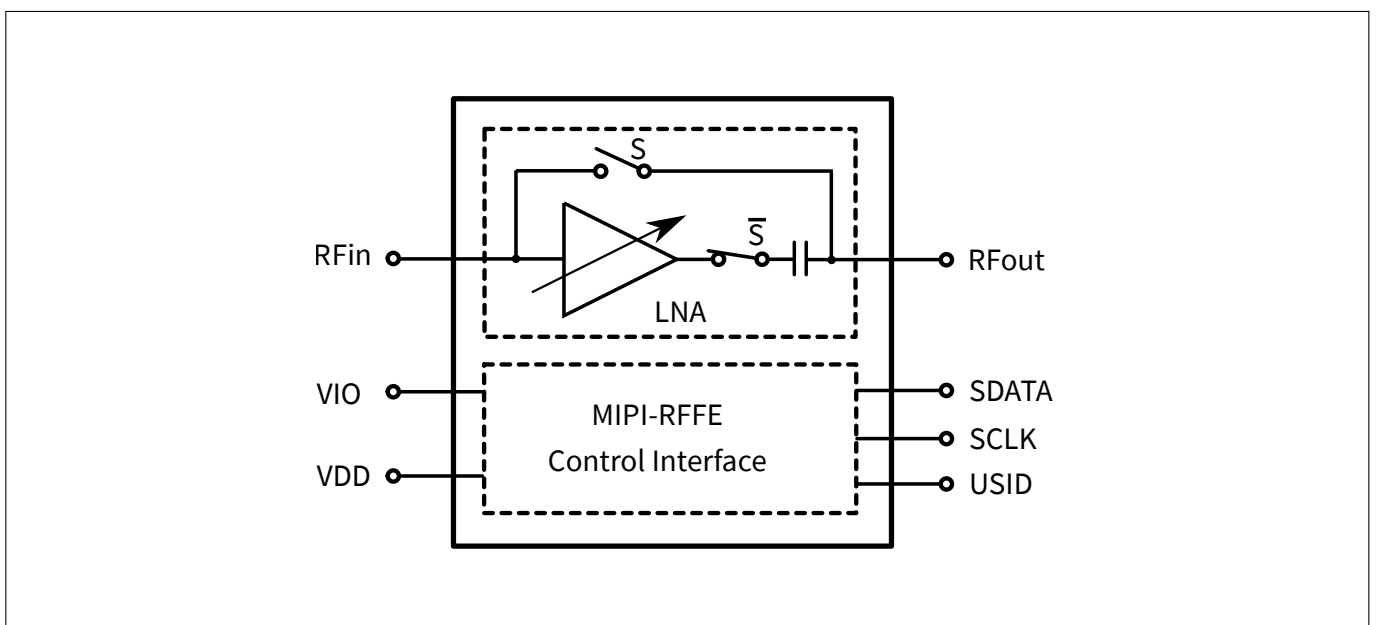 S
S̅
RFin
RFout
LNA
VIO
SDATA
MIPI-RFFE
SCLK
Control Interface
VDD
USID